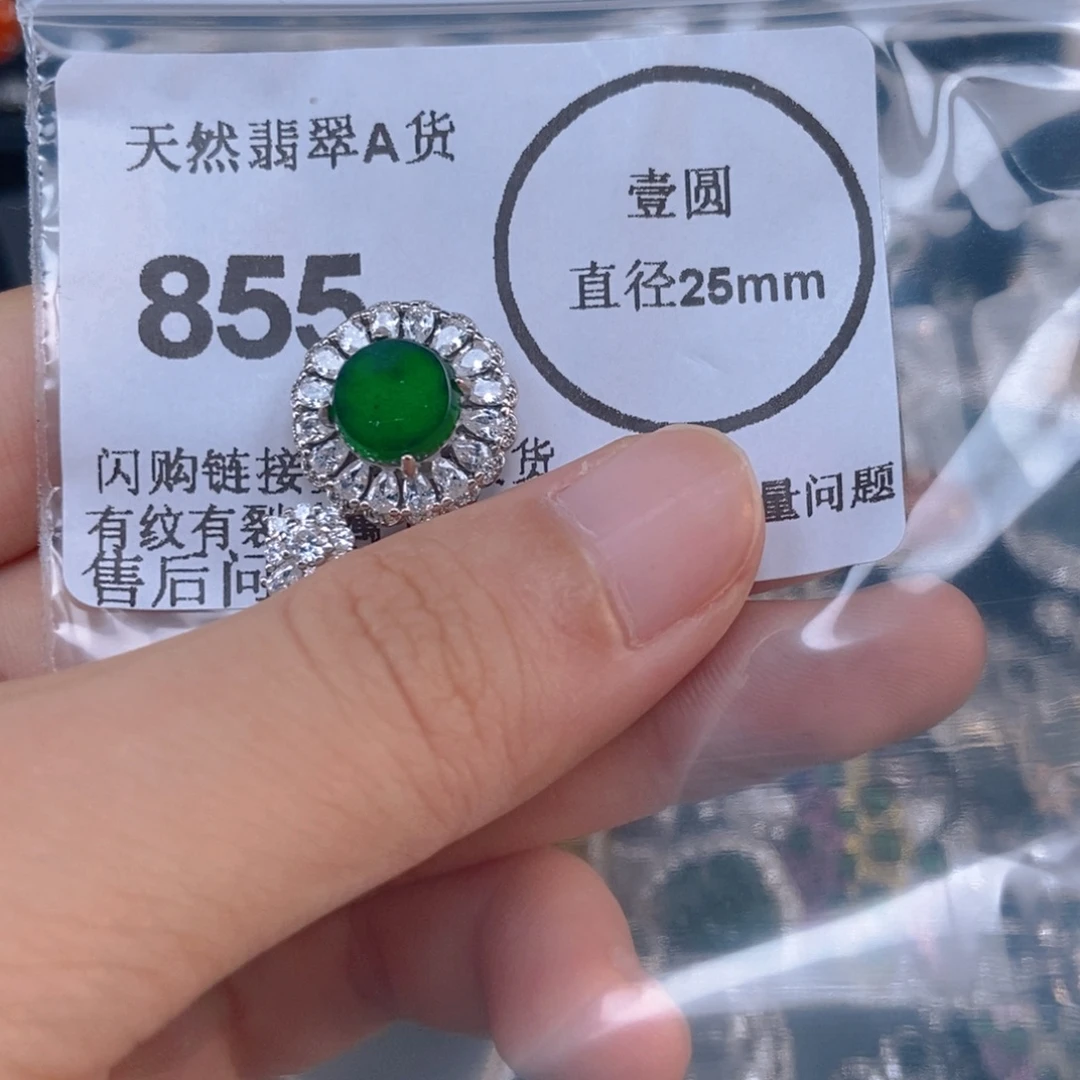 天然翡翠A货
855
壹圆
直径25mm
闪购链接 货 量问题
有纹有裂
售后问